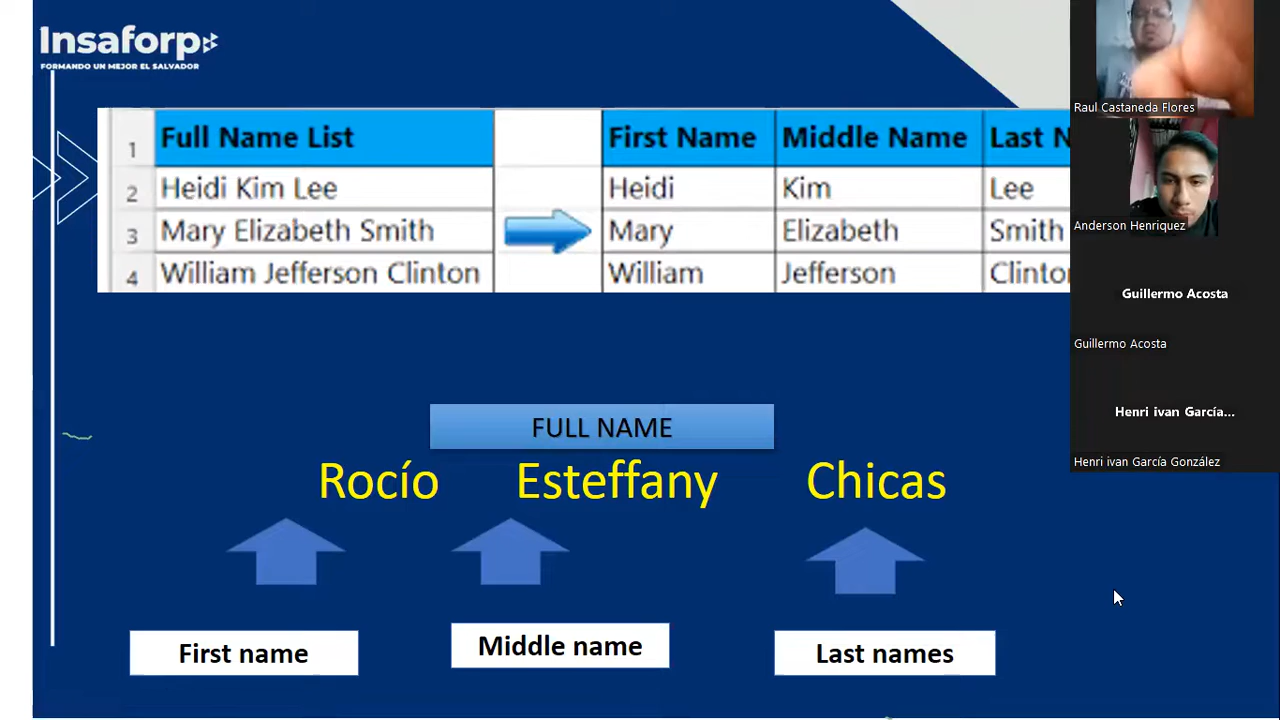 Insaforp
FORMANDO UN MEJOR EL SALVADOR
1 Full Name List First Name Middle Name Last N
2 Heidi Kim Lee Heidi Kim Lee
3 Mary Elizabeth Smith Mary Elizabeth Smith
4 William Jefferson Clinton William Jefferson Clinto
FULL NAME
Rocío Esteffany Chicas
First name Middle name Last names
Raul Castaneda Flores
Anderson Henriquez
Guillermo Acosta
Guillermo Acosta
Henri ivan García...
Henri ivan García González